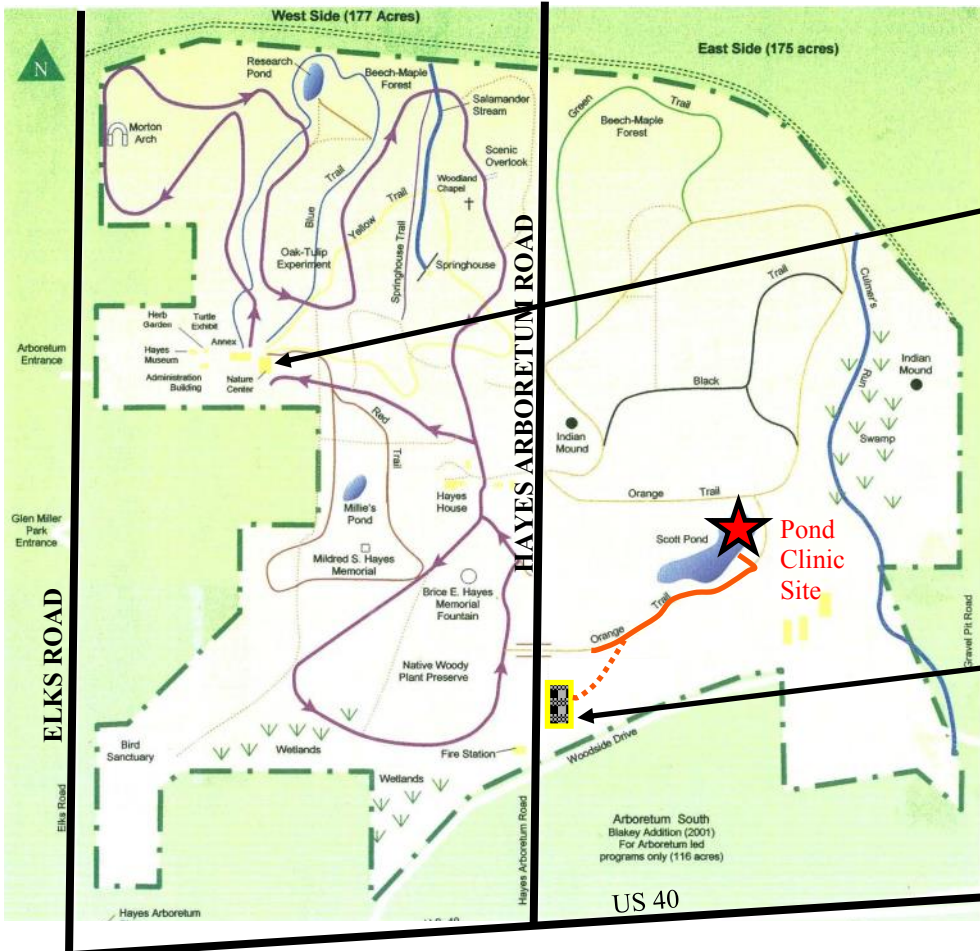 West Side (177 Acres)
East Side (175 acres)
N
Research
Pond
Beech-Maple
Forest
Salamander
Stream
Green
Trail
Beech-Maple
Forest
Morton
Arch
Scenic
Overlook
Woodland
Chapel
Trail
Blue
Yellow
Trail
Springhouse Trail
Oak-Tulip
Experiment
Springhouse
HAYES ARBORETUM ROAD
Trail
Culmer's
Run
Herb
Garden
Turtle
Exhibit
Annex
Arboretum
Entrance
Hayes
Museum
Administration
Building
Nature
Center
Black
Indian
Mound
Red
Trail
Indian
Mound
Swamp
Hayes
House
Orange
Trail
Millie's
Pond
Glen Miller
Park
Entrance
Scott Pond
Pond
Clinic
Site
Mildred S. Hayes
Memorial
Brice E. Hayes
Memorial
Fountain
Orange
Trail
Gravel Pit Road
ELKS ROAD
Native Woody
Plant Preserve
Bird
Sanctuary
Wetlands
Fire Station
Woodside Drive
Wetlands
Elks Road
Hayes Arboretum Road
Arboretum South
Blakey Addition (2001)
For Arboretum led
programs only (116 acres)
US 40
Hayes Arboretum